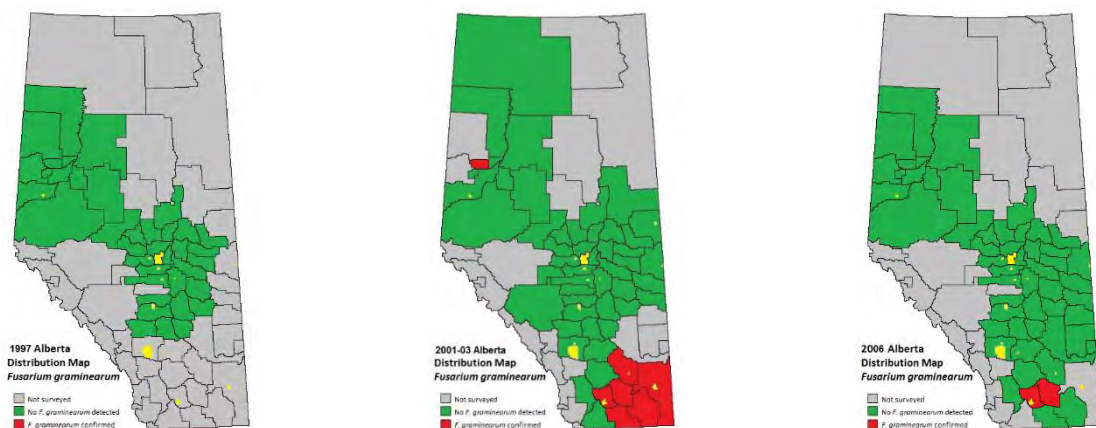 1997 Alberta
Distribution Map
Fusarium graminearum
Not surveyed
No F. graminearum detected
F. graminearum confirmed
2001-03 Alberta
Distribution Map
Fusarium graminearum
Not surveyed
No F. graminearum detected
F. graminearum confirmed
2006 Alberta
Distribution Map
Fusarium graminearum
Not surveyed
No F. graminearum detected
F. graminearum confirmed